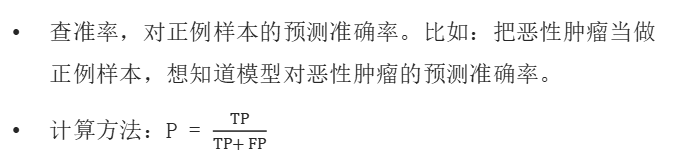 • 查准率，对正例样本的预测准确率。比如：把恶性肿瘤当做
正例样本，想知道模型对恶性肿瘤的预测准确率。
• 计算方法：P = TP / TP+ FP